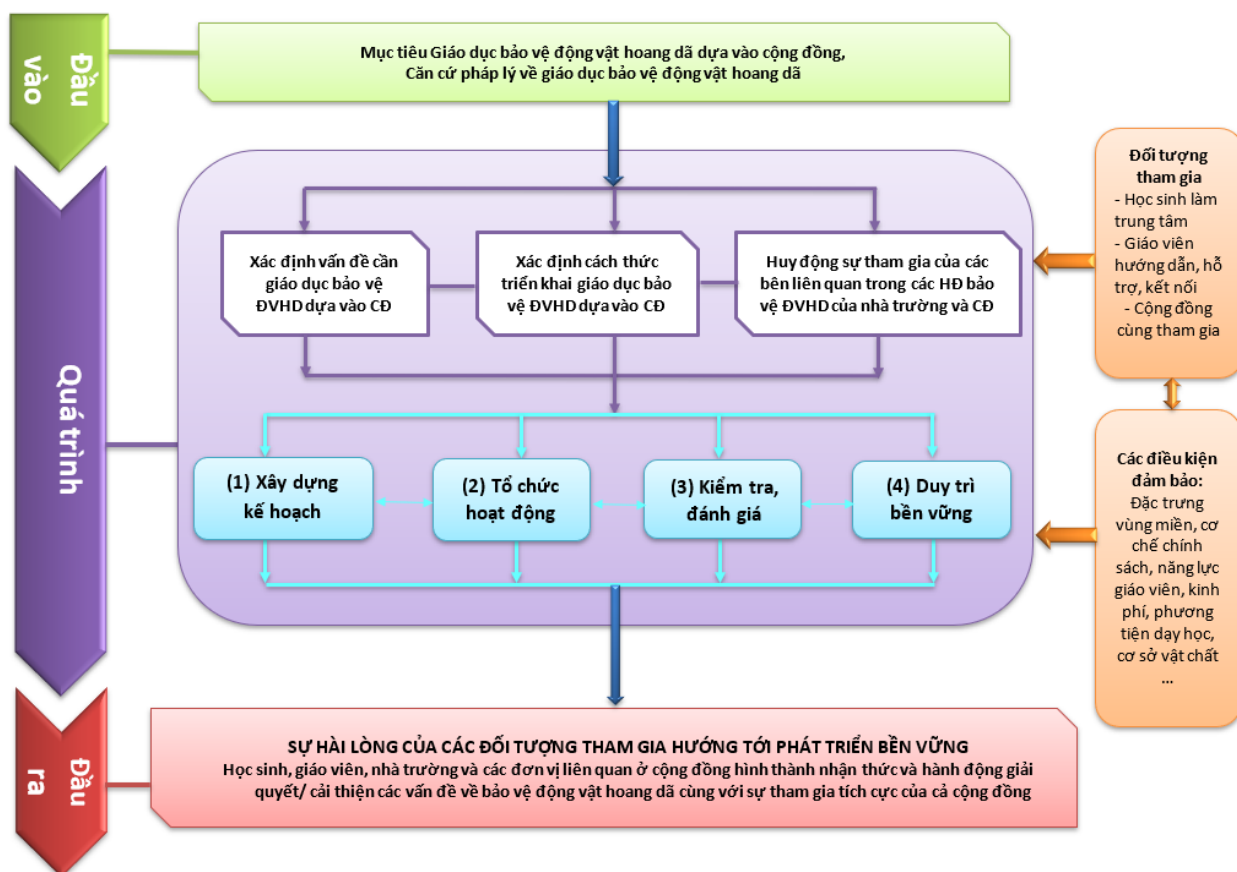 Đầu
vào
Mục tiêu Giáo dục bảo vệ động vật hoang dã dựa vào cộng đồng,
Căn cứ pháp lý về giáo dục bảo vệ động vật hoang dã
Quá trình
Xác định vấn đề cần
giáo dục bảo vệ
ĐVHD dựa vào CĐ
Xác định cách thức
triển khai giáo dục bảo
vệ ĐVHD dựa vào CĐ
Huy động sự tham gia của các
bên liên quan trong các HĐ bảo
vệ ĐVHD của nhà trường và CĐ
(1) Xây dựng
kế hoạch
(2) Tổ chức
hoạt động
(3) Kiểm tra,
đánh giá
(4) Duy trì
bền vững
Đối tượng
tham gia
- Học sinh làm
trung tâm
- Giáo viên
hướng dẫn, hỗ
trợ, kết nối
- Cộng đồng
cùng tham gia
Các điều kiện
đảm bảo:
Đặc trưng
vùng miền, cơ
chế chính
sách, năng lực
giáo viên, kinh
phí, phương
tiện dạy học,
cơ sở vật chất
...
Đầu
ra
SỰ HÀI LÒNG CỦA CÁC ĐỐI TƯỢNG THAM GIA HƯỚNG TỚI PHÁT TRIỂN BỀN VỮNG
Học sinh, giáo viên, nhà trường và các đơn vị liên quan ở cộng đồng hình thành nhận thức và hành động giải
quyết/ cải thiện các vấn đề về bảo vệ động vật hoang dã cùng với sự tham gia tích cực của cả cộng đồng